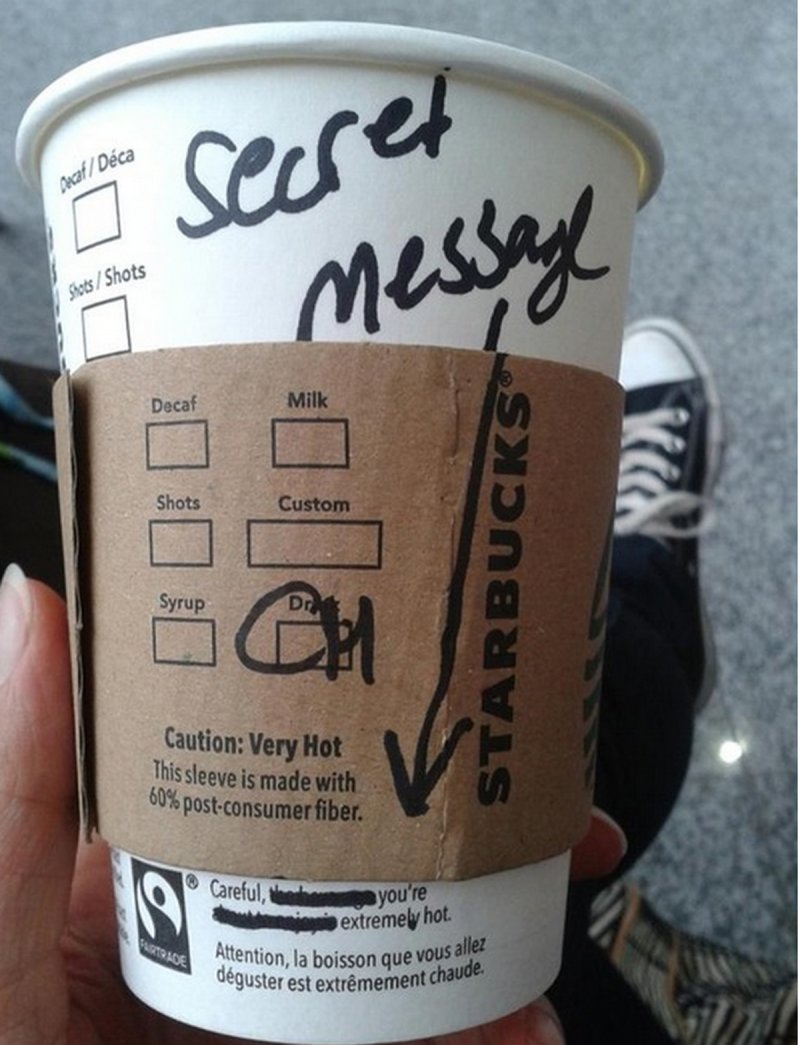 Decaf / Déca
Secret
Shots / Shots
Message
Decaf
Milk
Shots
Custom
Syrup
CH
STARBUCKS®
Caution: Very Hot
This sleeve is made with
60% post-consumer fiber.
FAIRTRADE ®
Careful, you're
extremely hot.
Attention, la boisson que vous allez
déguster est extrêmement chaude.